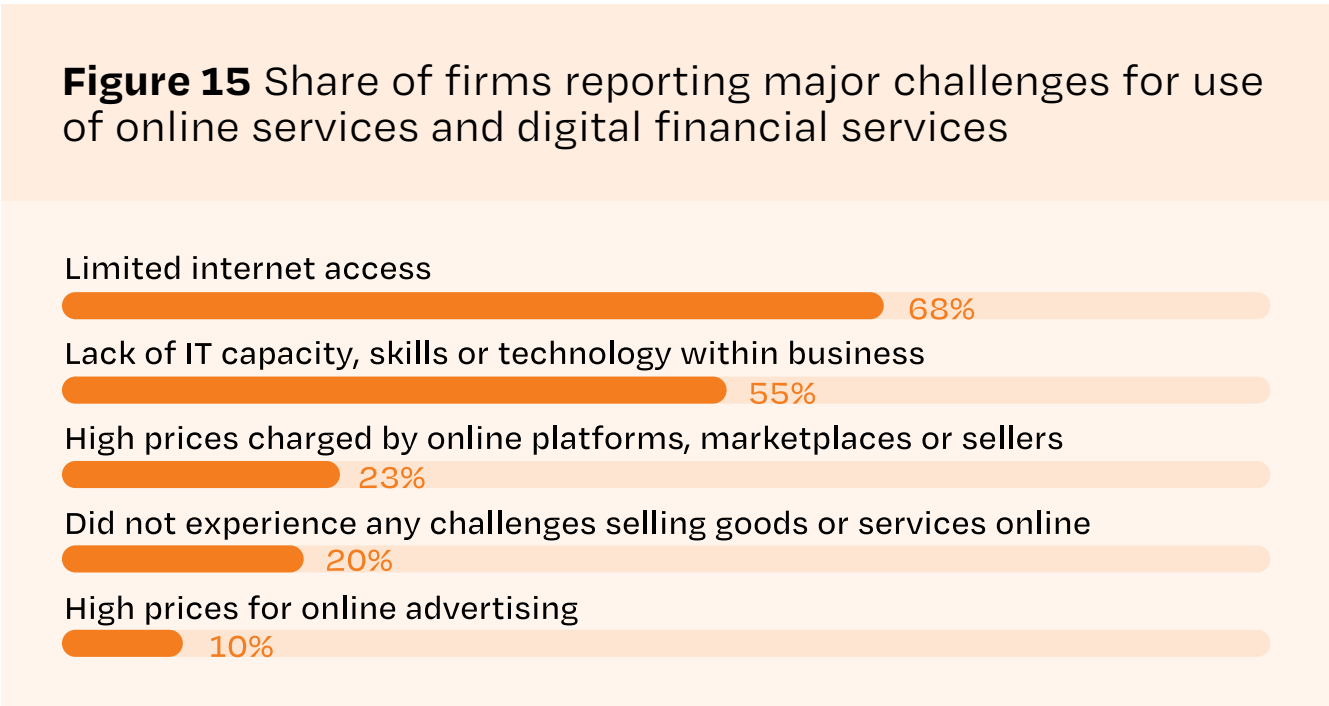 Figure 15 Share of firms reporting major challenges for use
of online services and digital financial services
Limited internet access
68%
Lack of IT capacity, skills or technology within business
55%
High prices charged by online platforms, marketplaces or sellers
23%
Did not experience any challenges selling goods or services online
20%
High prices for online advertising
10%